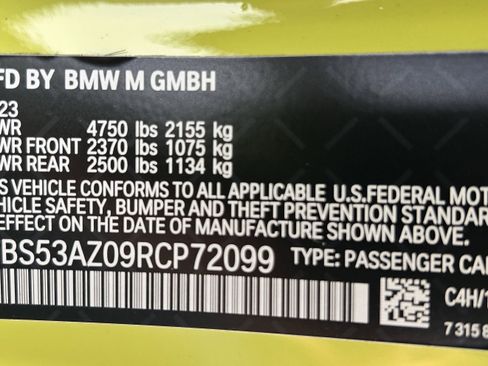 FD BY BMW M GMBH
23
WR 4750 lbs 2155 kg
WR FRONT 2370 lbs 1075 kg
WR REAR 2500 lbs 1134 kg
S VEHICLE CONFORMS TO ALL APPLICABLE U.S.FEDERAL MOT
VEHICLE SAFETY, BUMPER AND THEFT PREVENTION STANDARD
EFFECT ON THE DATE OF MANUFACTURE SHOWN ABOVE.
BS53AZ09RCP72099 TYPE: PASSENGER CA
C4H/1
7 315 8